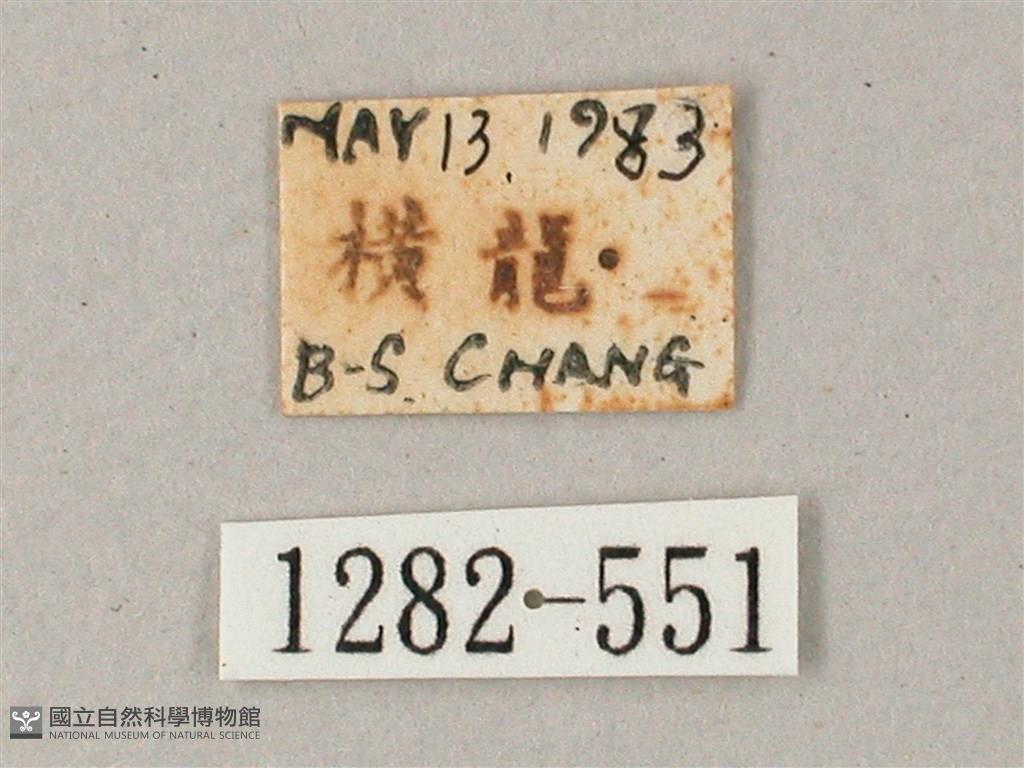 MAY 13, 1983
橫龍
B-S. CHANG
1282-551
國立自然科學博物館
NATIONAL MUSEUM OF NATURAL SCIENCE